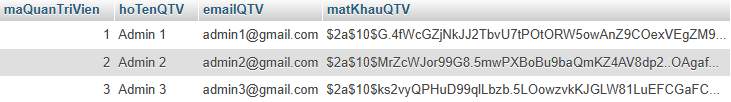 maQuanTriVien hoTenQTV emailQTV matKhauQTV
1 Admin 1 admin1@gmail.com $2a$10$G.4fWcGZjNkJJ2TbvU7tPOtORW5owAnZ9COexVEgZM9...
2 Admin 2 admin2@gmail.com $2a$10$MrZcWJor99G8.5mwPXBoBu9baQmKZ4AV8dp2..OAgaf...
3 Admin 3 admin3@gmail.com $2a$10$ks2vyQPHuD99qlLbzb.5LOowzvkKJGLW81LuEFCGaFC...